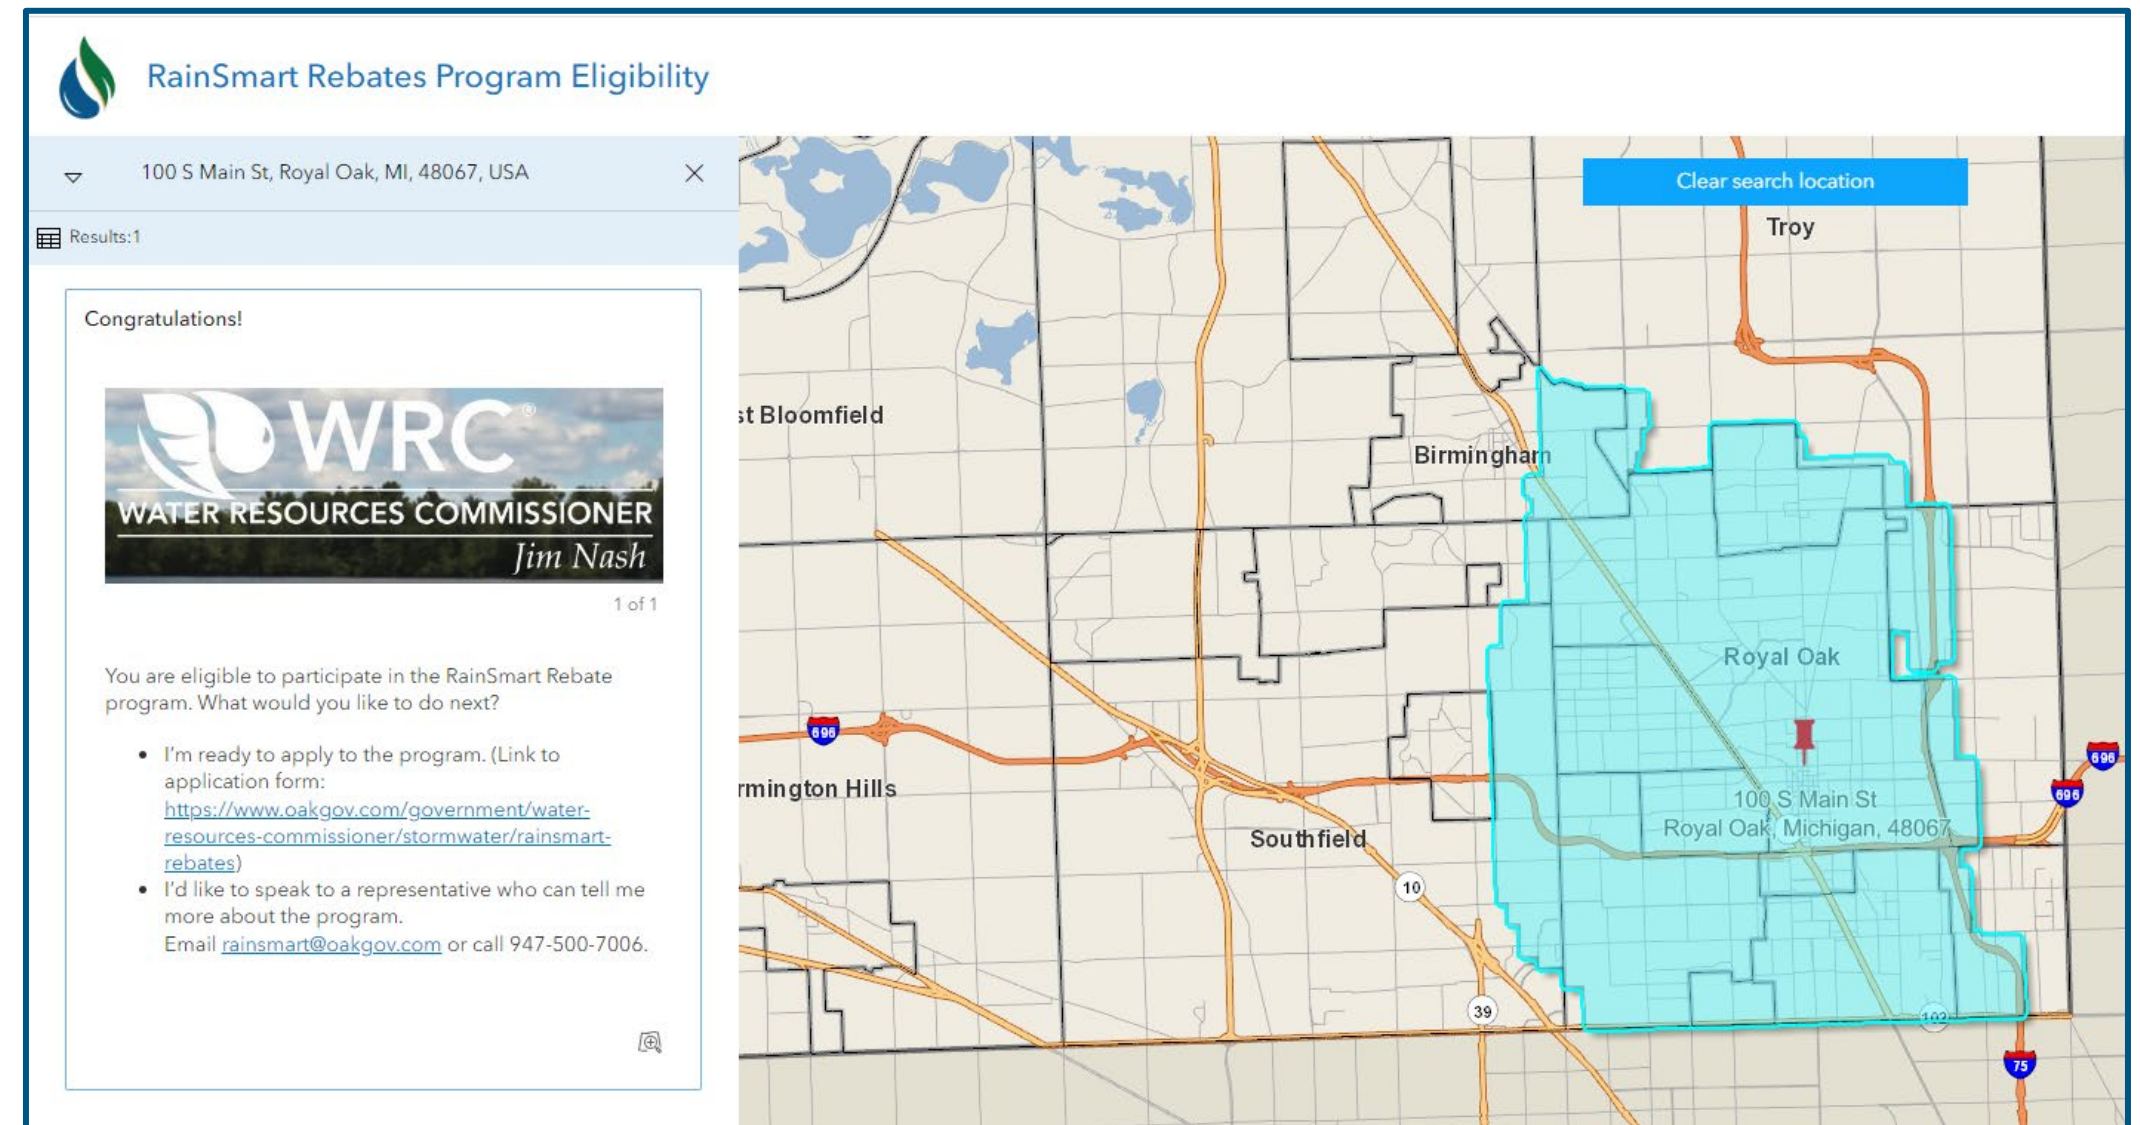 RainSmart Rebates Program Eligibility
100 S Main St, Royal Oak, MI, 48067, USA
Results:1
Congratulations!
WRC®
WATER RESOURCES COMMISSIONER
Jim Nash
1 of 1
You are eligible to participate in the RainSmart Rebate
program. What would you like to do next?
• I'm ready to apply to the program. (Link to
application form:
https://www.oakgov.com/government/water-
resources-commissioner/stormwater/rainsmart-
rebates)
• I'd like to speak to a representative who can tell me
more about the program.
Email rainsmart@oakgov.com or call 947-500-7006.
Clear search location
Troy
st Bloomfield
Birmingham
Royal Oak
696
696
696
rmington Hills
100 S Main St
Royal Oak, Michigan, 48067
Southfield
10
39
102
75